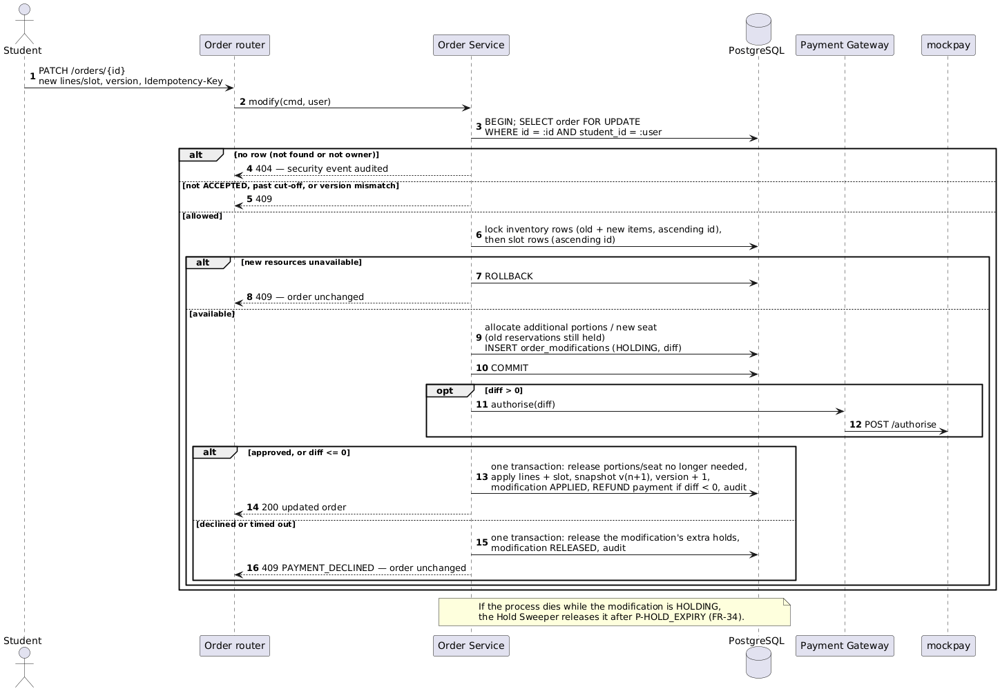 Student
Order router
Order Service
PostgreSQL
Payment Gateway
mockpay
1 PATCH /orders/{id}
new lines/slot, version, Idempotency-Key
2 modify(cmd, user)
3 BEGIN; SELECT order FOR UPDATE
WHERE id = :id AND student_id = :user
alt [no row (not found or not owner)]
4 404 — security event audited
[not ACCEPTED, past cut-off, or version mismatch]
5 409
[allowed]
6 lock inventory rows (old + new items, ascending id),
then slot rows (ascending id)
alt [new resources unavailable]
7 ROLLBACK
8 409 — order unchanged
[available]
9 allocate additional portions / new seat
(old reservations still held)
INSERT order_modifications (HOLDING, diff)
10 COMMIT
opt [diff > 0]
11 authorise(diff)
12 POST /authorise
alt [approved, or diff <= 0]
13 one transaction: release portions/seat no longer needed,
apply lines + slot, snapshot v(n+1), version + 1,
modification APPLIED, REFUND payment if diff < 0, audit
14 200 updated order
[declined or timed out]
15 one transaction: release the modification's extra holds,
modification RELEASED, audit
16 409 PAYMENT_DECLINED — order unchanged
If the process dies while the modification is HOLDING,
the Hold Sweeper releases it after P-HOLD_EXPIRY (FR-34).
Student
Order router
Order Service
PostgreSQL
Payment Gateway
mockpay